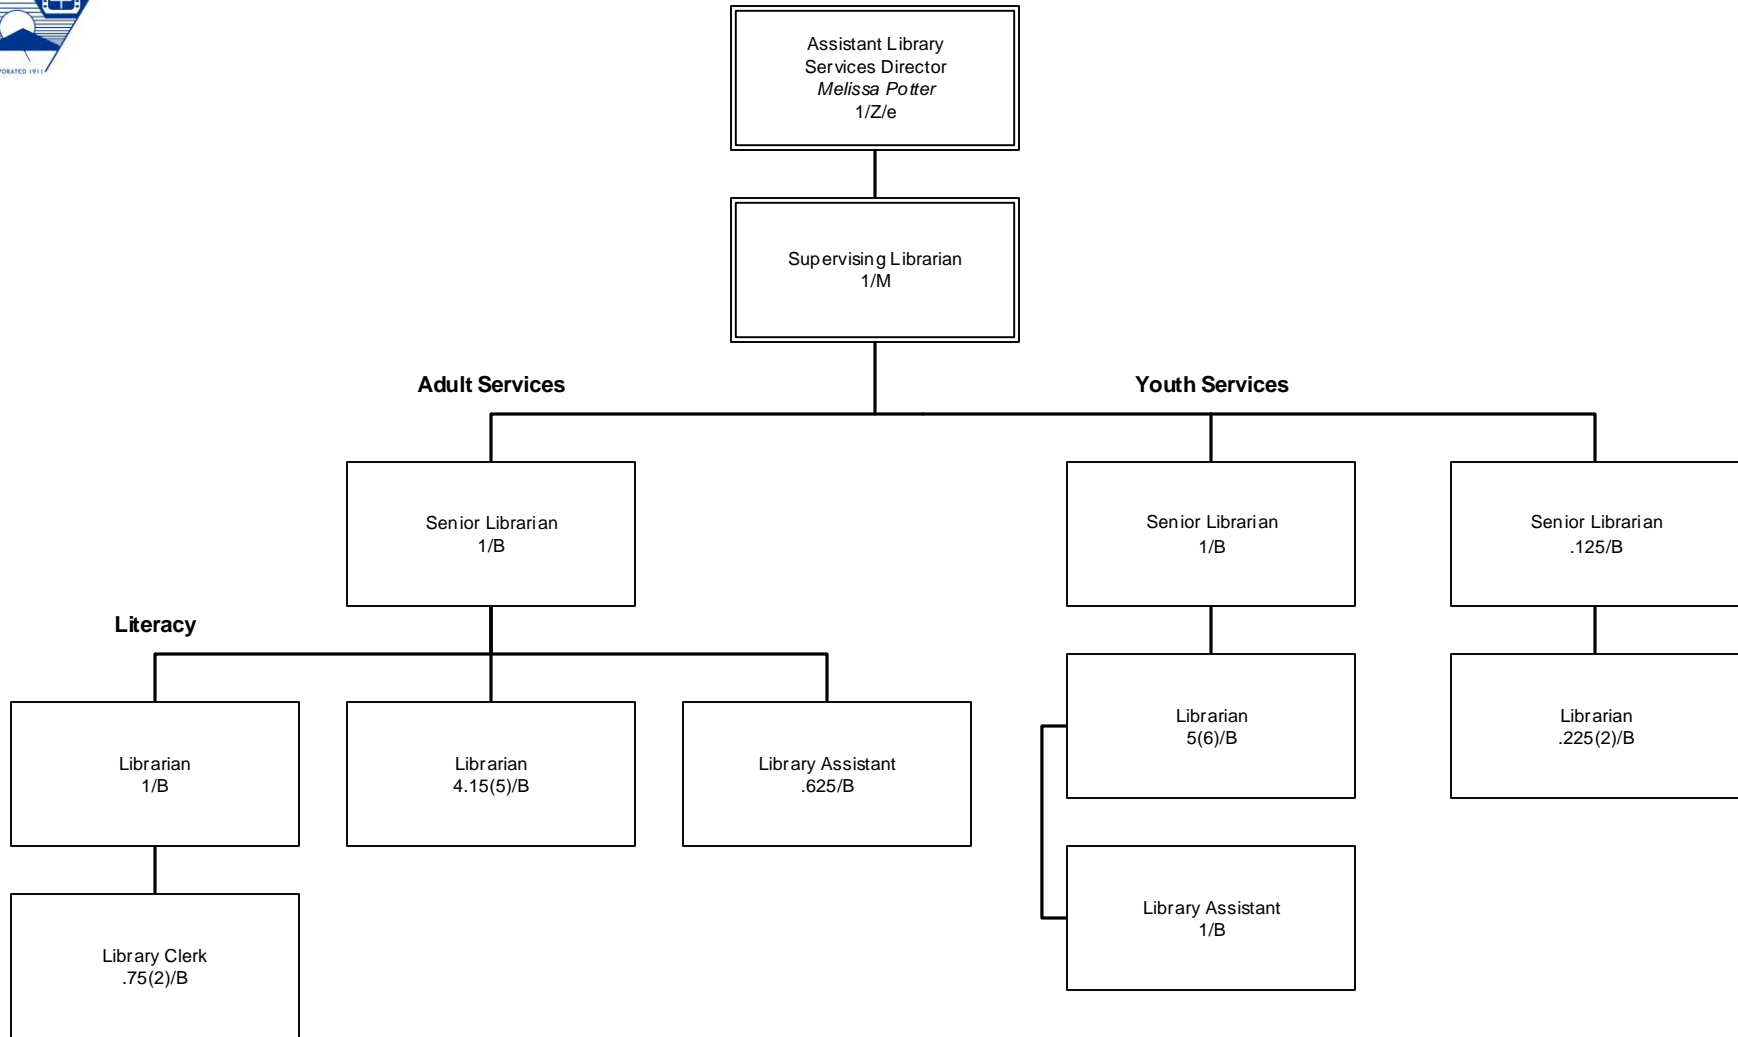 PORATED 1911
Assistant Library
Services Director
Melissa Potter
1/Z/e
Supervising Librarian
1/M
Adult Services
Youth Services
Senior Librarian
1/B
Senior Librarian
1/B
Senior Librarian
.125/B
Literacy
Librarian
1/B
Librarian
4.15(5)/B
Library Assistant
.625/B
Librarian
5(6)/B
Librarian
.225(2)/B
Library Assistant
1/B
Library Clerk
.75(2)/B